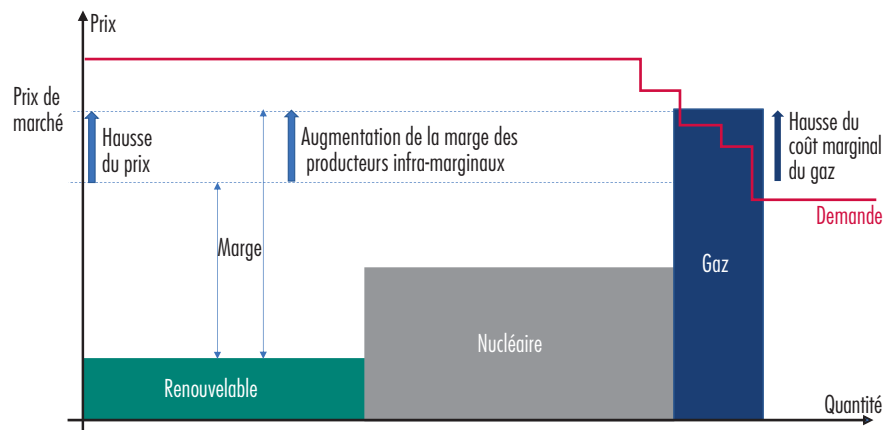 Prix
Prix de
marché
Hausse
du prix
Augmentation de la marge des
producteurs infra-marginaux
Hausse du
coût marginal
du gaz
Demande
Marge
Gaz
Nucléaire
Renouvelable
Quantité